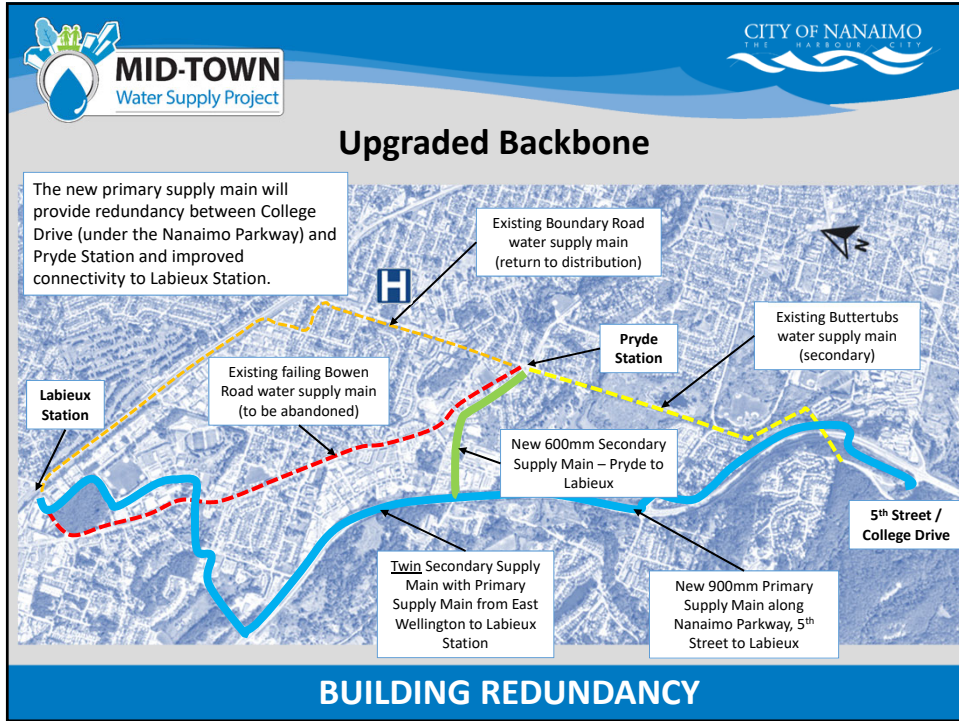 MID-TOWN
Water Supply Project
CITY OF NANAIMO
THE HARBOUR CITY
Upgraded Backbone
The new primary supply main will
provide redundancy between College
Drive (under the Nanaimo Parkway) and
Pryde Station and improved
connectivity to Labieux Station.
Existing Boundary Road
water supply main
(return to distribution)
N
H
Existing Buttertubs
water supply main
(secondary)
Pryde
Station
Existing failing Bowen
Road water supply main
(to be abandoned)
Labieux
Station
New 600mm Secondary
Supply Main – Pryde to
Labieux
5th Street /
College Drive
Twin Secondary Supply
Main with Primary
Supply Main from East
Wellington to Labieux
Station
New 900mm Primary
Supply Main along
Nanaimo Parkway, 5th
Street to Labieux
BUILDING REDUNDANCY